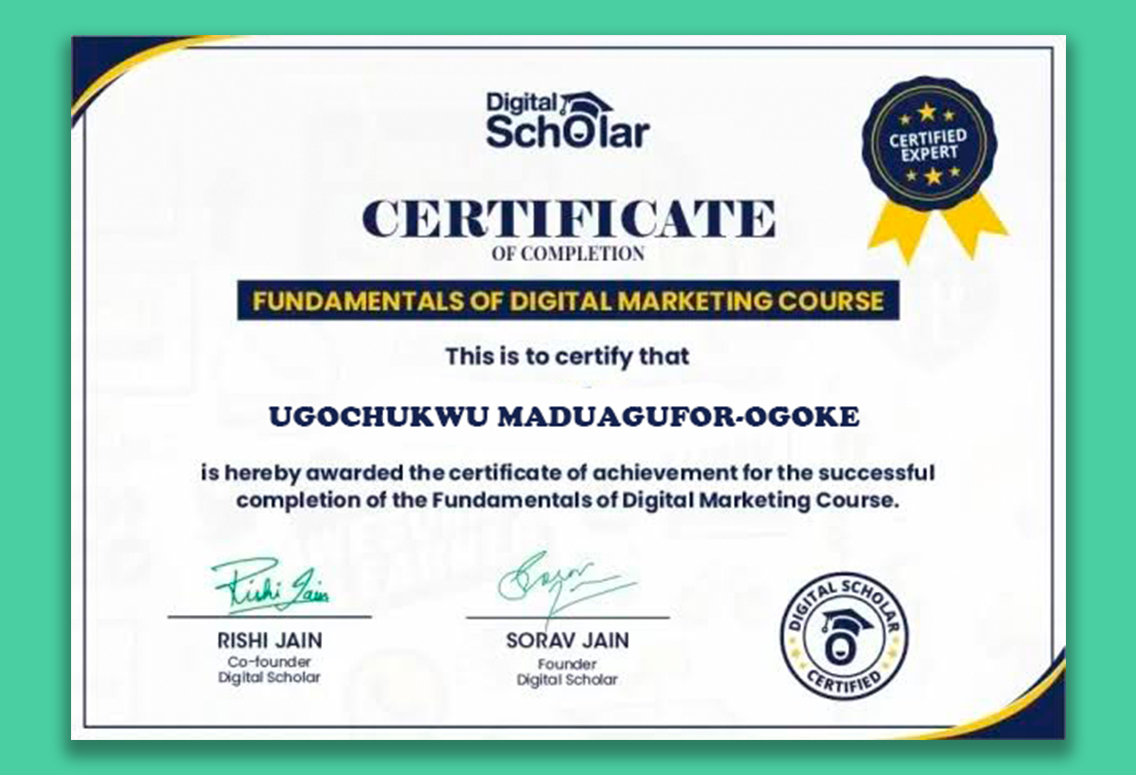 Digital
SchOlar
CERTIFIED
EXPERT
CERTIFICATE
OF COMPLETION
FUNDAMENTALS OF DIGITAL MARKETING COURSE
This is to certify that
UGOCHUKWU MADUAGUFOR-OGOKE
is hereby awarded the certificate of achievement for the successful
completion of the Fundamentals of Digital Marketing Course.
Rishi Jain
RISHI JAIN
Co-founder
Digital Scholar
SORAV JAIN
Founder
Digital Scholar
DIGITAL SCHOLAR
CERTIFIED